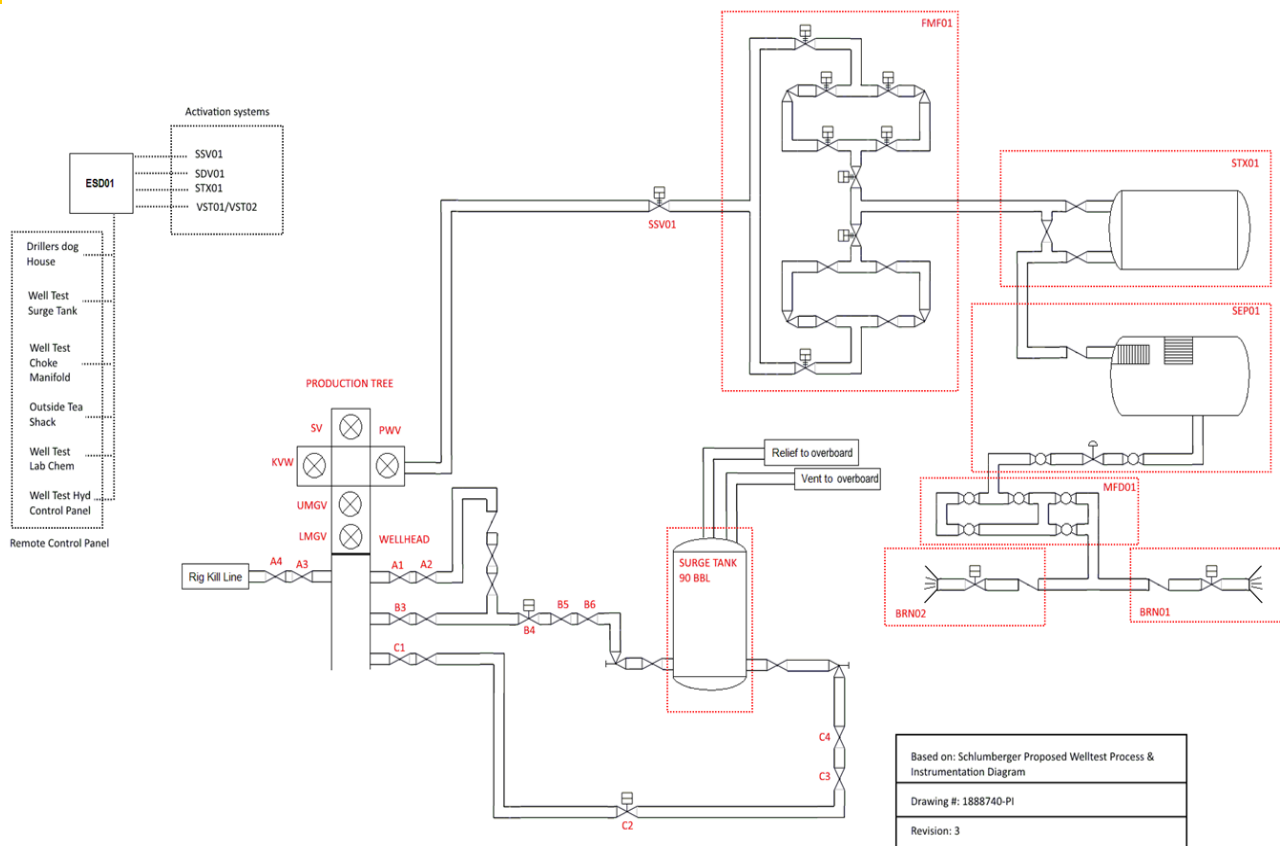 FMF01
Activation systems
SSV01
SDV01
STX01
VST01/VST02
ESD01
Drillers dog
House
Well Test
Surge Tank
Well Test
Choke
Manifold
Outside Tea
Shack
Well Test
Lab Chem
Well Test Hyd
Control Panel
Remote Control Panel
SSV01
STX01
SEP01
PRODUCTION TREE
SV
PWV
KVW
UMGV
LMGV
WELLHEAD
Relief to overboard
Vent to overboard
MFD01
BRN02
BRN01
Rig Kill Line
A4
A3
A1
A2
B3
B4
B5
B6
C1
SURGE TANK
90 BBL
C4
C3
C2
Based on: Schlumberger Proposed Welltest Process &
Instrumentation Diagram
Drawing #: 1888740-PI
Revision: 3